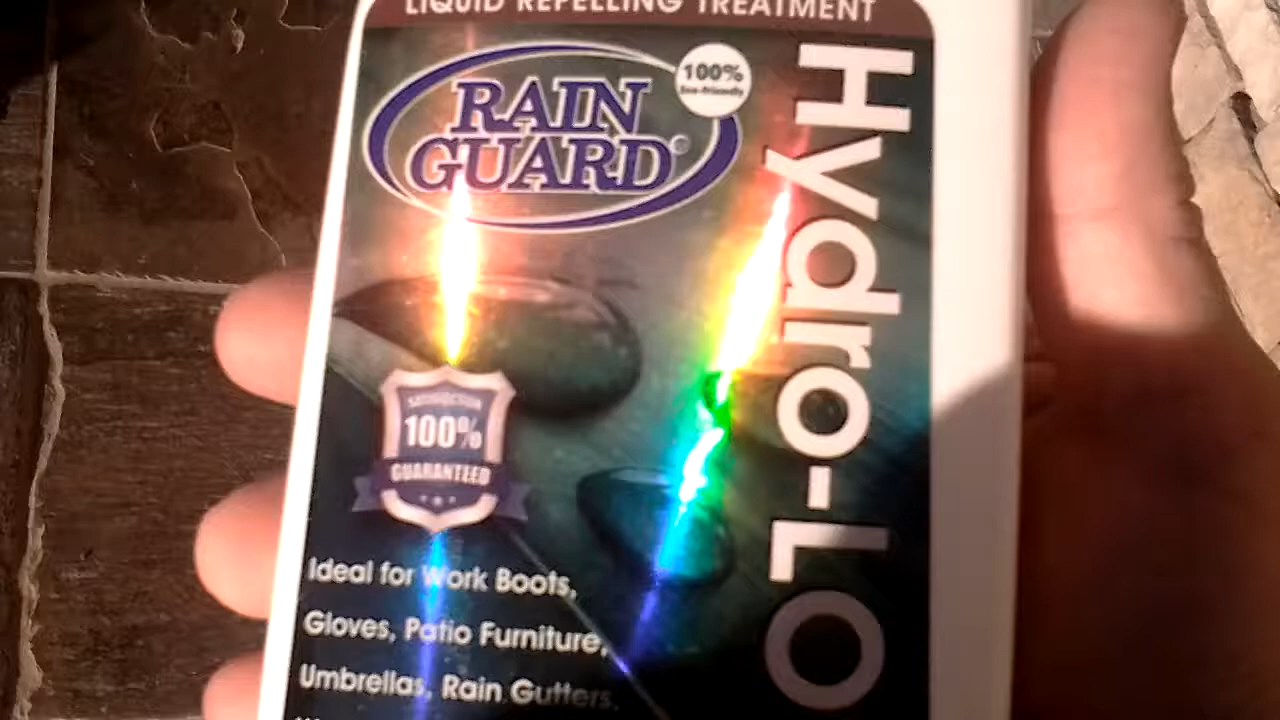 LIQUID REPELLING TREATMENT
RAIN
GUARD®
100%
Eco-friendly
Hydro-LO
SATISFACTION
100%
GUARANTEED
Ideal for Work Boots,
Gloves, Patio Furniture,
Umbrellas, Rain Gutters,